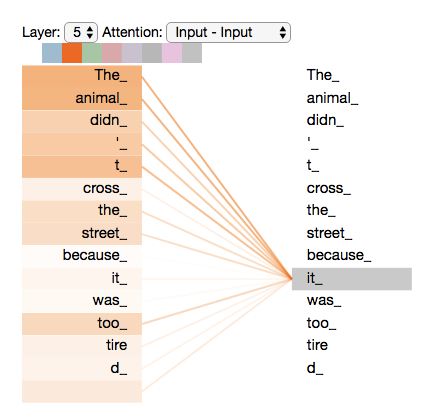 Layer: 5 Attention: Input - Input
The_ The_
animal_ animal_
didn_ didn_
'_ '_
t_ t_
cross_ cross_
the_ the_
street_ street_
because_ because_
it_ it_
was_ was_
too_ too_
tire tire
d_ d_